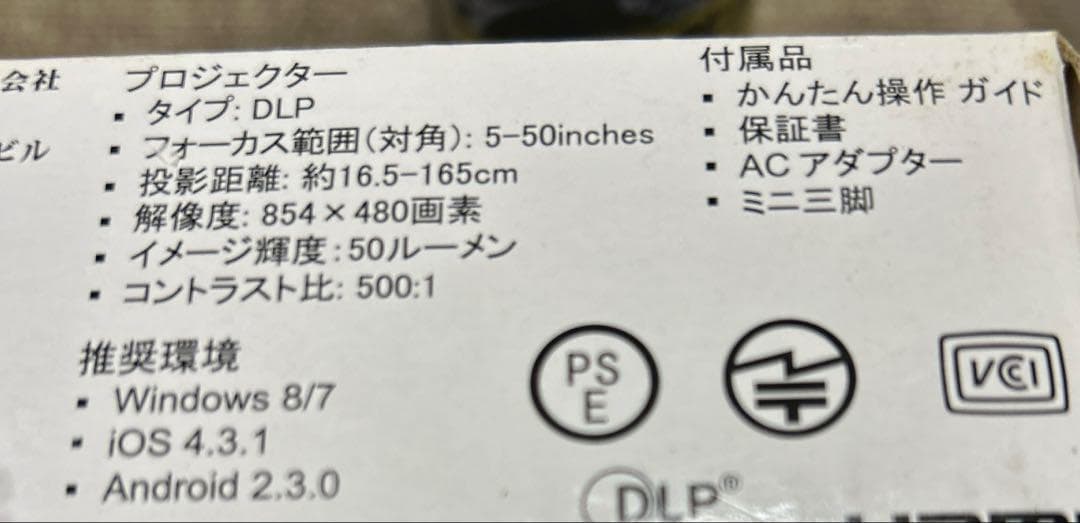 会社
ビル
プロジェクター
▪ タイプ: DLP
▪ フォーカス範囲(対角): 5-50inches
▪ 投影距離: 約16.5-165cm
▪ 解像度: 854×480画素
▪ イメージ輝度:50ルーメン
▪ コントラスト比: 500:1
推奨環境
▪ Windows 8/7
▪ iOS 4.3.1
▪ Android 2.3.0
付属品
▪ かんたん操作 ガイド
▪ 保証書
▪ AC アダプター
▪ ミニ三脚
PS
E
VCCI
DLP®